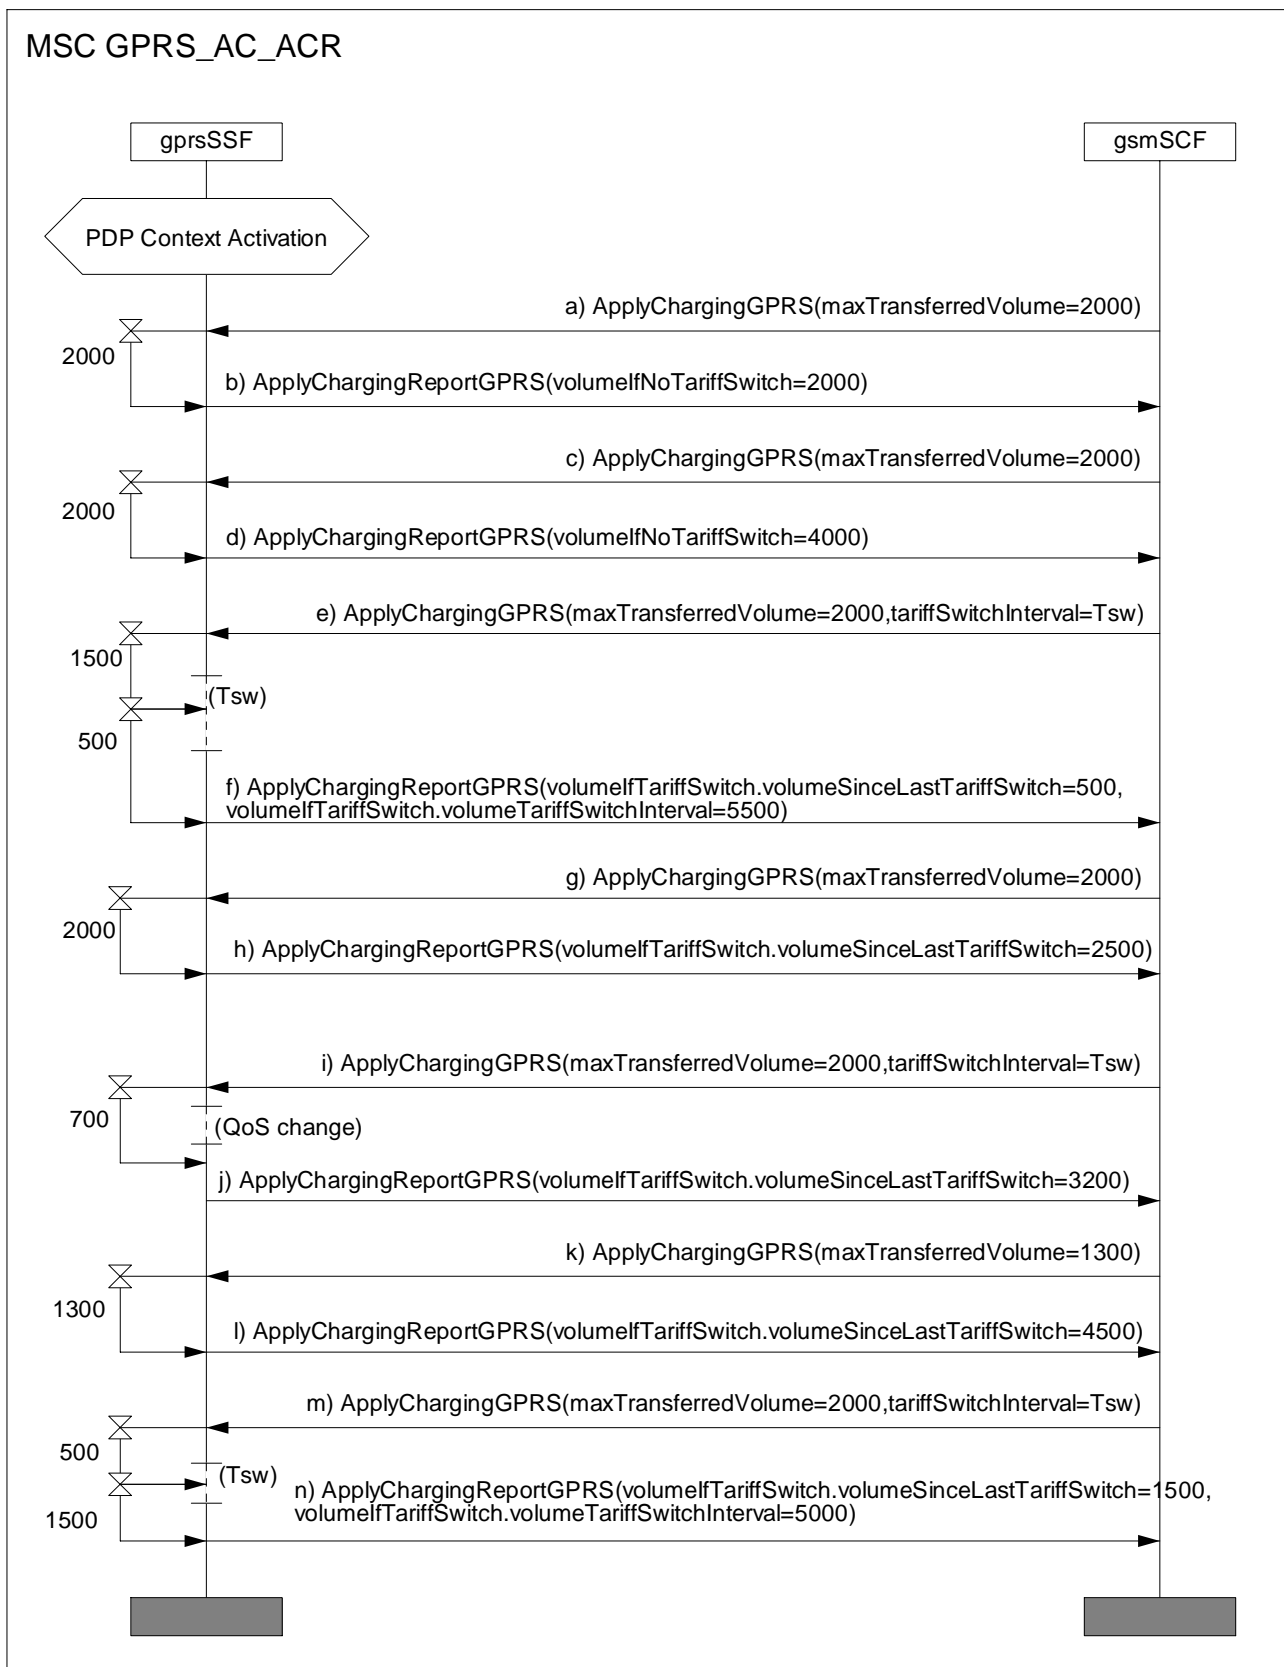 MSC GPRS_AC_ACR
gprsSSF
gsmSCF
PDP Context Activation
a) ApplyChargingGPRS(maxTransferredVolume=2000)
2000
b) ApplyChargingReportGPRS(volumeIfNoTariffSwitch=2000)
c) ApplyChargingGPRS(maxTransferredVolume=2000)
2000
d) ApplyChargingReportGPRS(volumeIfNoTariffSwitch=4000)
e) ApplyChargingGPRS(maxTransferredVolume=2000,tariffSwitchInterval=Tsw)
1500
(Tsw)
500
f) ApplyChargingReportGPRS(volumeIfTariffSwitch.volumeSinceLastTariffSwitch=500,
volumeIfTariffSwitch.volumeTariffSwitchInterval=5500)
g) ApplyChargingGPRS(maxTransferredVolume=2000)
2000
h) ApplyChargingReportGPRS(volumeIfTariffSwitch.volumeSinceLastTariffSwitch=2500)
i) ApplyChargingGPRS(maxTransferredVolume=2000,tariffSwitchInterval=Tsw)
700
(QoS change)
j) ApplyChargingReportGPRS(volumeIfTariffSwitch.volumeSinceLastTariffSwitch=3200)
k) ApplyChargingGPRS(maxTransferredVolume=1300)
1300
l) ApplyChargingReportGPRS(volumeIfTariffSwitch.volumeSinceLastTariffSwitch=4500)
m) ApplyChargingGPRS(maxTransferredVolume=2000,tariffSwitchInterval=Tsw)
500
(Tsw)
n) ApplyChargingReportGPRS(volumeIfTariffSwitch.volumeSinceLastTariffSwitch=1500,
volumeIfTariffSwitch.volumeTariffSwitchInterval=5000)
1500